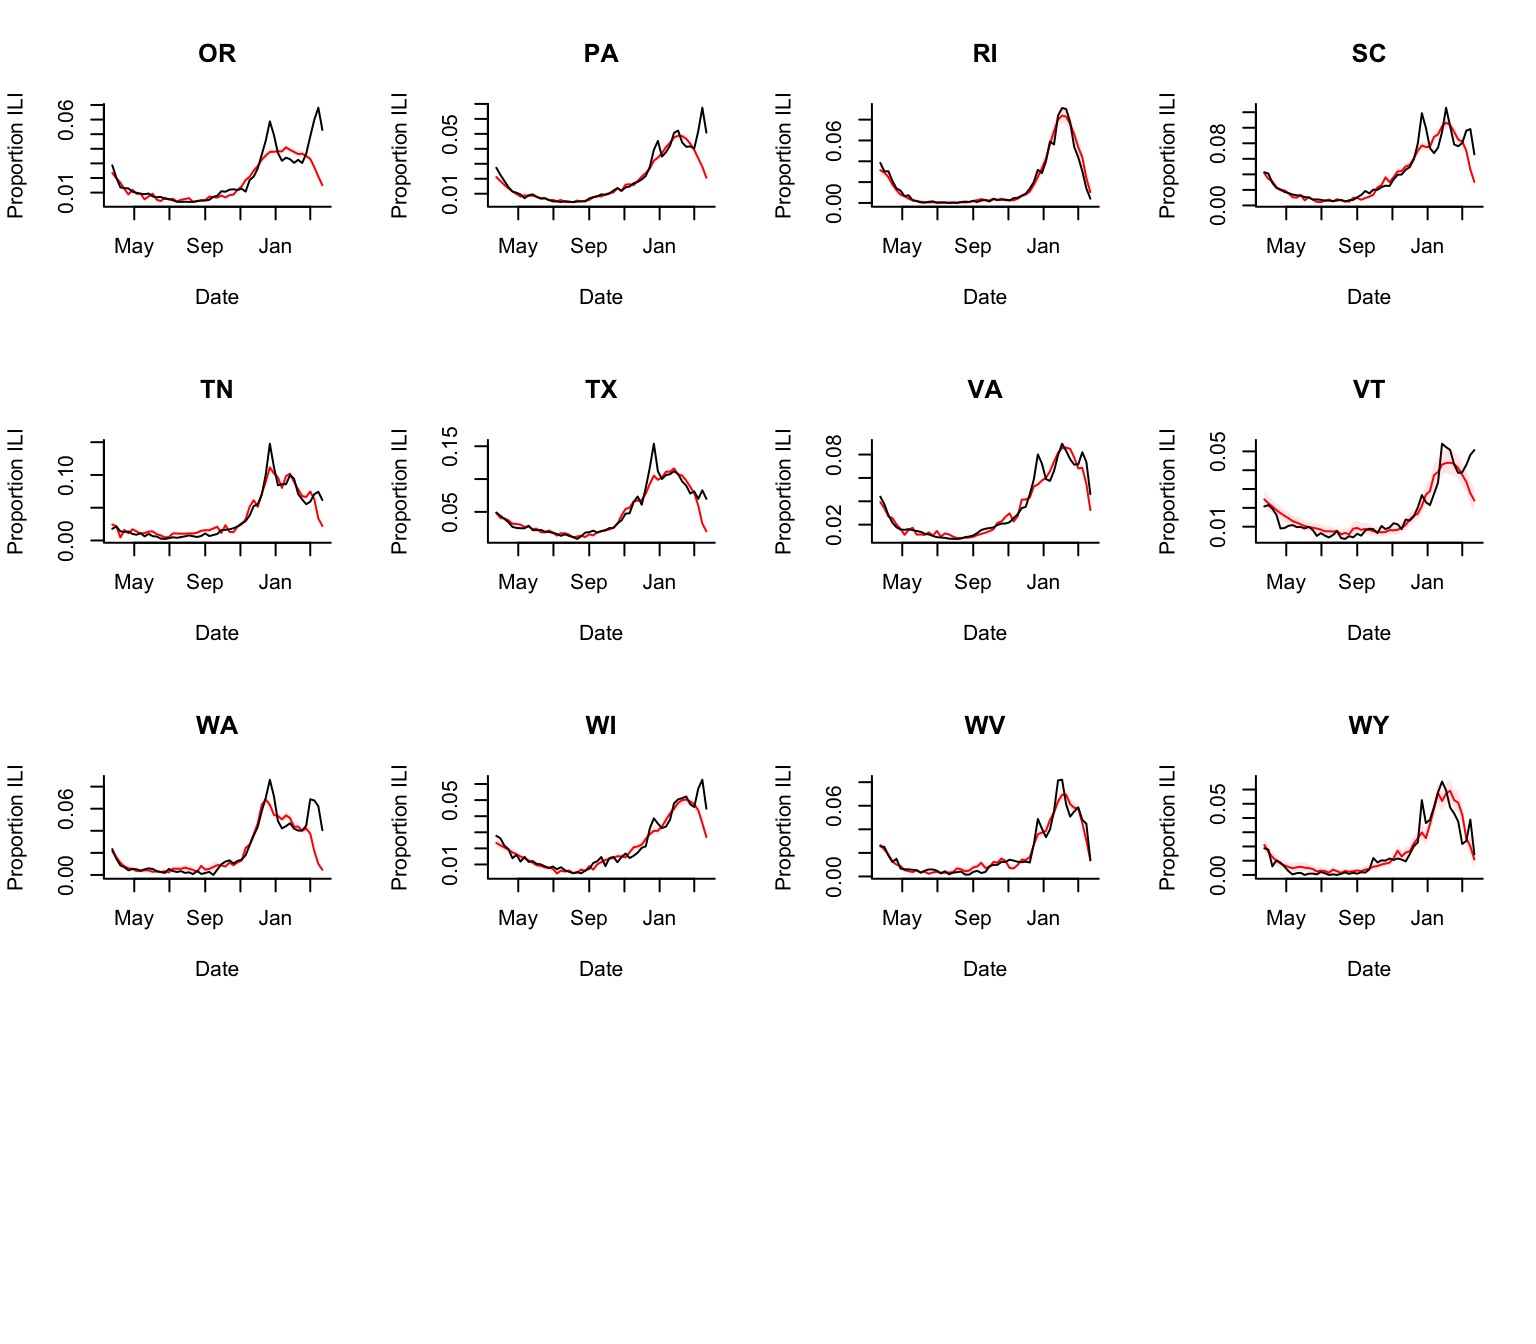 OR
Proportion ILI
0.06
0.01
May Sep Jan
Date
PA
Proportion ILI
0.05
0.01
May Sep Jan
Date
RI
Proportion ILI
0.06
0.00
May Sep Jan
Date
SC
Proportion ILI
0.08
0.00
May Sep Jan
Date
TN
Proportion ILI
0.10
0.00
May Sep Jan
Date
TX
Proportion ILI
0.15
0.05
May Sep Jan
Date
VA
Proportion ILI
0.08
0.02
May Sep Jan
Date
VT
Proportion ILI
0.05
0.01
May Sep Jan
Date
WA
Proportion ILI
0.06
0.00
May Sep Jan
Date
WI
Proportion ILI
0.05
0.01
May Sep Jan
Date
WV
Proportion ILI
0.06
0.00
May Sep Jan
Date
WY
Proportion ILI
0.05
0.00
May Sep Jan
Date